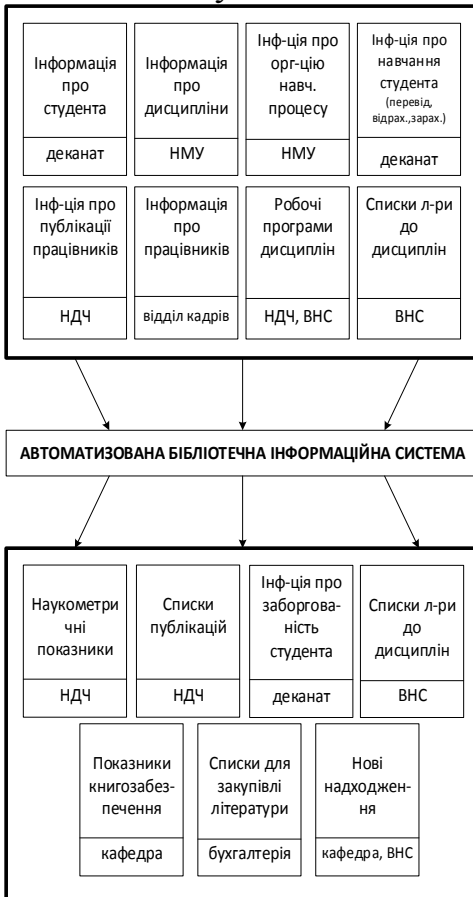 Інформація
про
студента
деканат
Інформація
про
дисципліни
НМУ
Інф-ція про
орг-цію
навч.
процесу
НМУ
Інф-ція про
навчання
студента
(перевід,
відрах.,зарах.)
деканат
Інф-ція про
публікації
працівників
НДЧ
Інформація
про
працівників
відділ кадрів
Робочі
програми
дисциплін
НДЧ, ВНС
Списки л-ри
до
дисциплін
ВНС
АВТОМАТИЗОВАНА БІБЛІОТЕЧНА ІНФОРМАЦІЙНА СИСТЕМА
Наукометри
чні
показники
НДЧ
Списки
публікацій
НДЧ
Інф-ція про
заборгова-
ність
студента
деканат
Списки л-ри
до
дисциплін
ВНС
Показники
книгозабез-
печення
кафедра
Списки для
закупівлі
літератури
бухгалтерія
Нові
надходжен-
ня
кафедра, ВНС